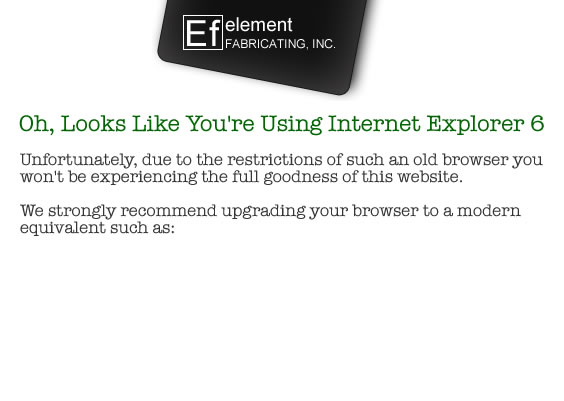 Ef element
FABRICATING, INC.
Oh, Looks Like You're Using Internet Explorer 6
Unfortunately, due to the restrictions of such an old browser you
won't be experiencing the full goodness of this website.
We strongly recommend upgrading your browser to a modern
equivalent such as: